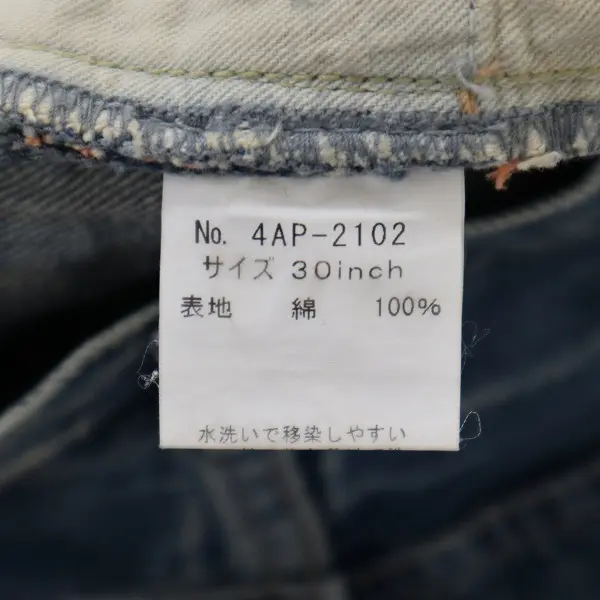 No. 4AP-2102
サイズ 30inch
表地 綿 100%
水洗いで移染しやすい